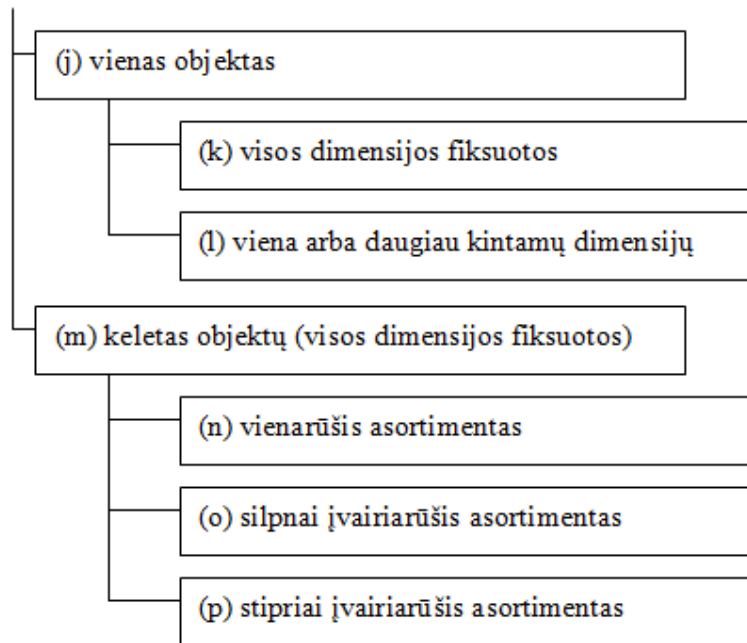 (j) vienas objektas
(k) visos dimensijos fiksuotos
(l) viena arba daugiau kintamų dimensijų
(m) keletas objektų (visos dimensijos fiksuotos)
(n) vienarūšis asortimentas
(o) silpnai įvairiarūšis asortimentas
(p) stipriai įvairiarūšis asortimentas